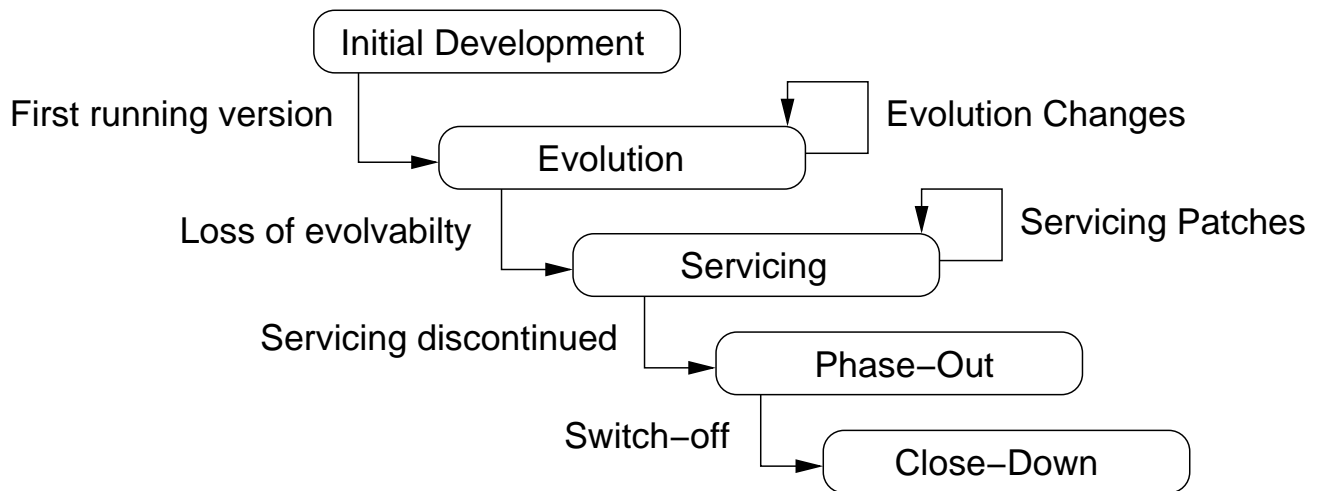 Initial Development
First running version
Evolution Changes
Evolution
Loss of evolvabilty
Servicing Patches
Servicing
Servicing discontinued
Phase−Out
Switch−off
Close−Down